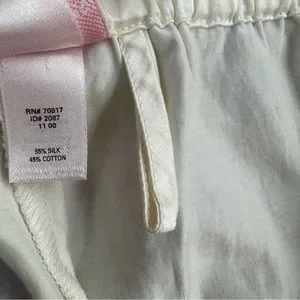 RN# 70817
ID# 2087
11 00
55% SILK
45% COTTON